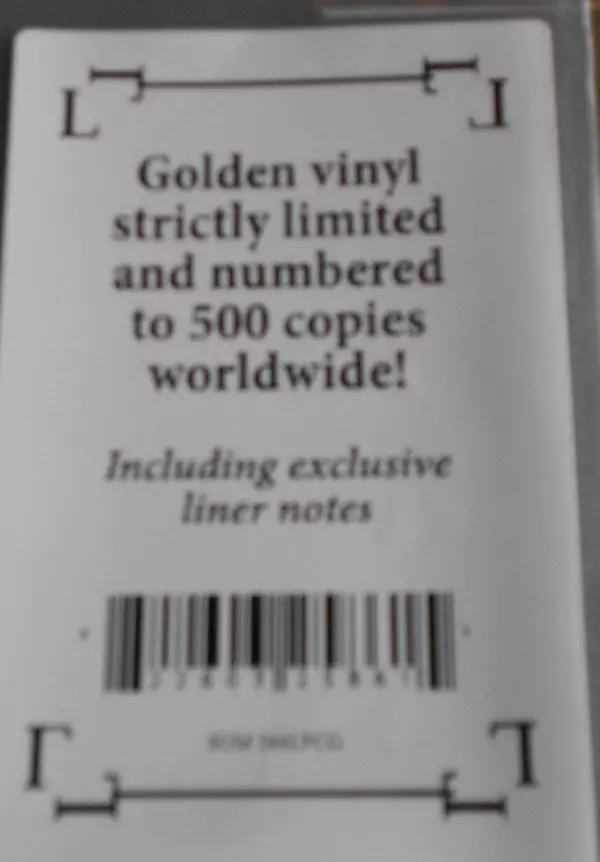 Golden vinyl
strictly limited
and numbered
to 500 copies
worldwide!
Including exclusive
liner notes